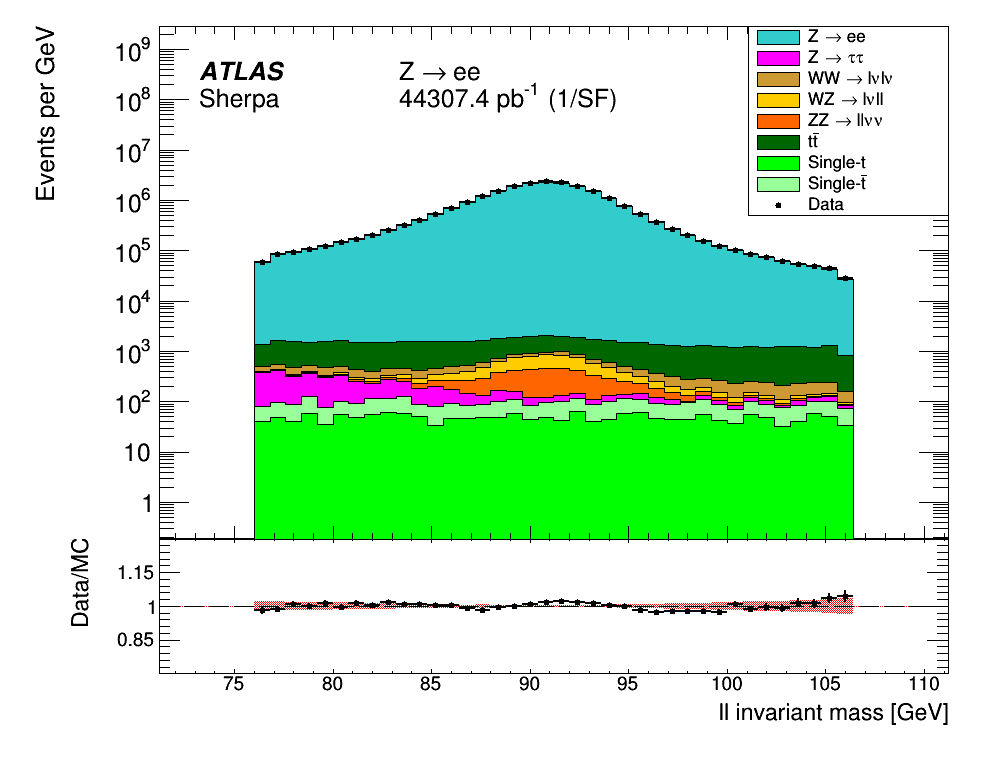 Events per GeV
10⁹
10⁸
10⁷
10⁶
10⁵
10⁴
10³
10²
10
1
ATLAS
Sherpa
Z → ee
44307.4 pb⁻¹ (1/SF)
Z → ee
Z → ττ
WW → lνlν
WZ → lνll
ZZ → llνν
tt̄
Single-t
Single-t̄
Data
Data/MC
1.15
1
0.85
75 80 85 90 95 100 105 110
ll invariant mass [GeV]